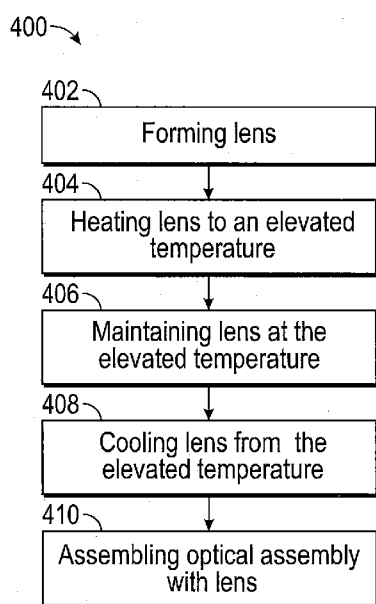 400
402
Forming lens
404
Heating lens to an elevated
temperature
406
Maintaining lens at the
elevated temperature
408
Cooling lens from the
elevated temperature
410
Assembling optical assembly
with lens